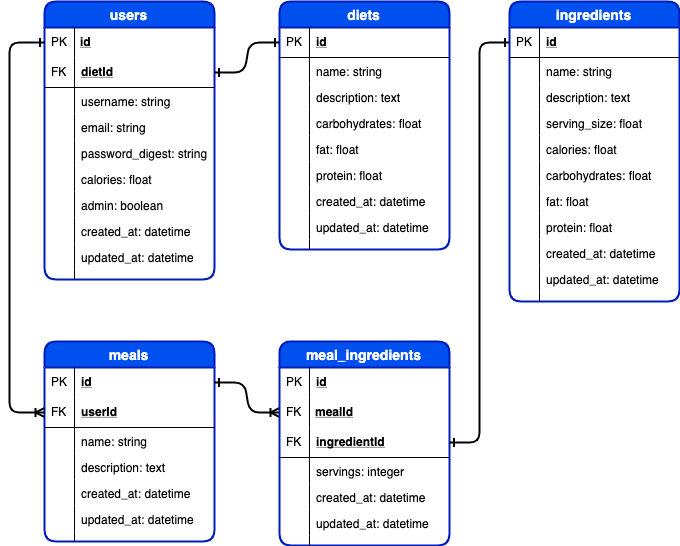 users
PK id
FK dietId
username: string
email: string
password_digest: string
calories: float
admin: boolean
created_at: datetime
updated_at: datetime
diets
PK id
name: string
description: text
carbohydrates: float
fat: float
protein: float
created_at: datetime
updated_at: datetime
ingredients
PK id
name: string
description: text
serving_size: float
calories: float
carbohydrates: float
fat: float
protein: float
created_at: datetime
updated_at: datetime
meals
PK id
FK userId
name: string
description: text
created_at: datetime
updated_at: datetime
meal_ingredients
PK id
FK mealId
FK ingredientId
servings: integer
created_at: datetime
updated_at: datetime